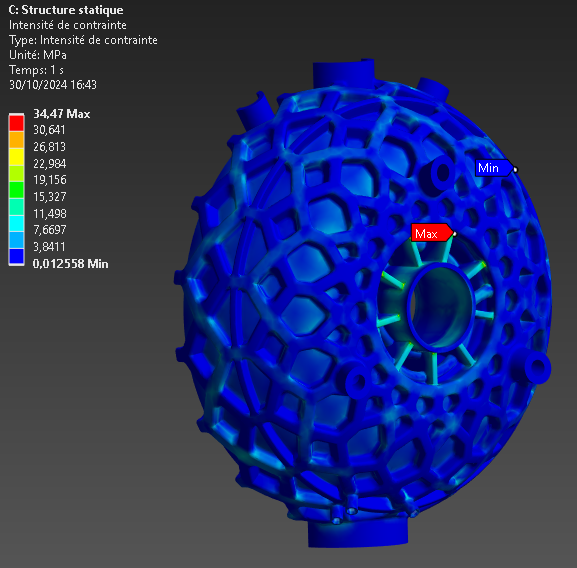 C: Structure statique
Intensité de contrainte
Type: Intensité de contrainte
Unité: MPa
Temps: 1 s
30/10/2024 16:43
34,47 Max
30,641
26,813
22,984
19,156
15,327
11,498
7,6697
3,8411
0,012558 Min
Min
Max